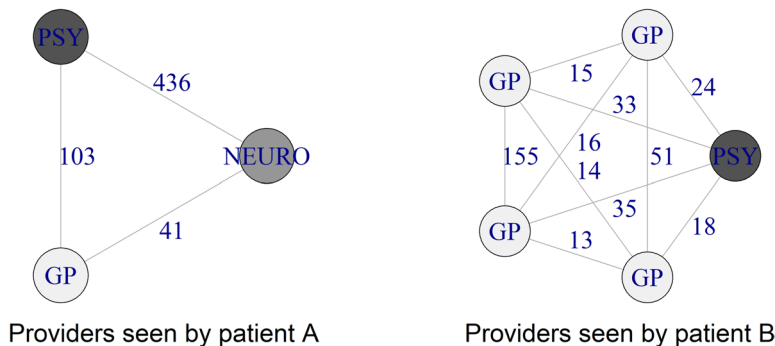 PSY
436
103
NEURO
41
GP
Providers seen by patient A
GP
15
24
GP
33
16
155
51
PSY
14
35
GP
13
18
GP
Providers seen by patient B